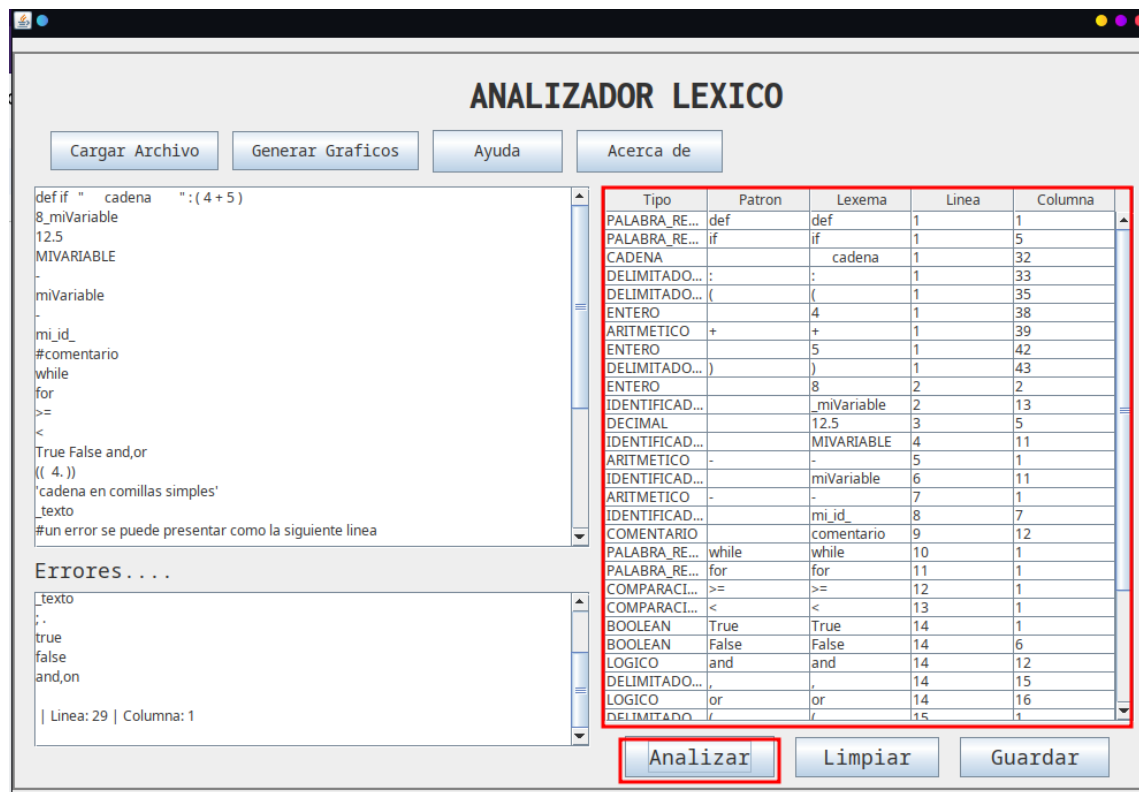 ANALIZADOR LEXICO
Cargar Archivo Generar Graficos Ayuda Acerca de
def if " cadena " : ( 4 + 5 )
8_miVariable
12.5
MIVARIABLE
-
miVariable
-
mi_id_
#comentario
while
for
>=
<
True False and,or
(( 4. ))
'cadena en comillas simples'
_texto
#un error se puede presentar como la siguiente linea
Errores....
_texto
; .
true
false
and,on
| Linea: 29 | Columna: 1
Tipo Patron Lexema Linea Columna
PALABRA_RE... def def 1 1
PALABRA_RE... if if 1 5
CADENA cadena 1 32
DELIMITADO... : : 1 33
DELIMITADO... ( ( 1 35
ENTERO 4 1 38
ARITMETICO + + 1 39
ENTERO 5 1 42
DELIMITADO... ) ) 1 43
ENTERO 8 2 2
IDENTIFICAD... _miVariable 2 13
DECIMAL 12.5 3 5
IDENTIFICAD... MIVARIABLE 4 11
ARITMETICO - - 5 1
IDENTIFICAD... miVariable 6 11
ARITMETICO - - 7 1
IDENTIFICAD... mi_id_ 8 7
COMENTARIO comentario 9 12
PALABRA_RE... while while 10 1
PALABRA_RE... for for 11 1
COMPARACI... >= >= 12 1
COMPARACI... < < 13 1
BOOLEAN True True 14 1
BOOLEAN False False 14 6
LOGICO and and 14 12
DELIMITADO... , , 14 15
LOGICO or or 14 16
DELIMITADO... ( ( 15 1
Analizar Limpiar Guardar